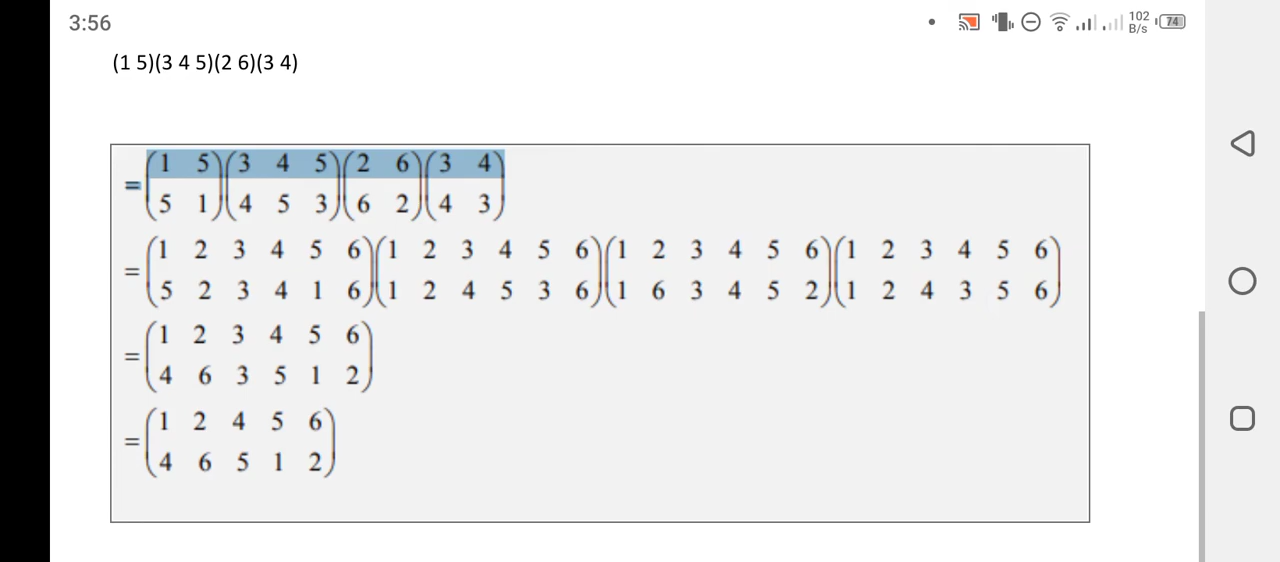 3:56 102 B/s 74
(1 5)(3 4 5)(2 6)(3 4)
= (1 5)(3 4 5)(2 6)(3 4)
(5 1)(4 5 3)(6 2)(4 3)
= (1 2 3 4 5 6)(1 2 3 4 5 6)(1 2 3 4 5 6)(1 2 3 4 5 6)
(5 2 3 4 1 6)(1 2 4 5 3 6)(1 6 3 4 5 2)(1 2 4 3 5 6)
= (1 2 3 4 5 6)
(4 6 3 5 1 2)
= (1 2 4 5 6)
(4 6 5 1 2)